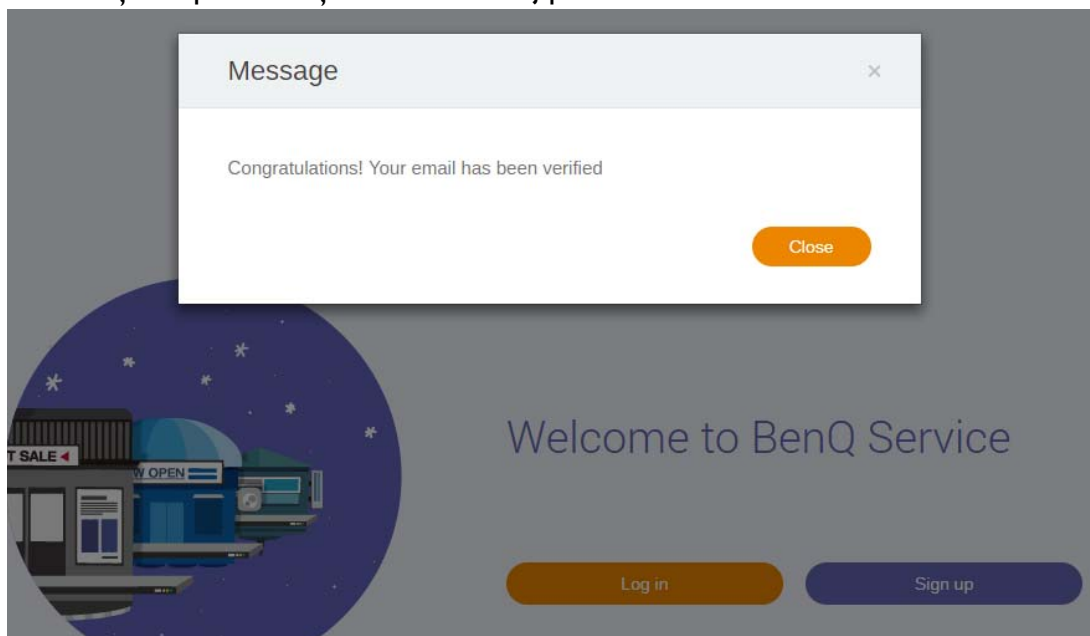 Message
×
Congratulations! Your email has been verified
Close
T SALE
W OPEN
Welcome to BenQ Service
Log in
Sign up